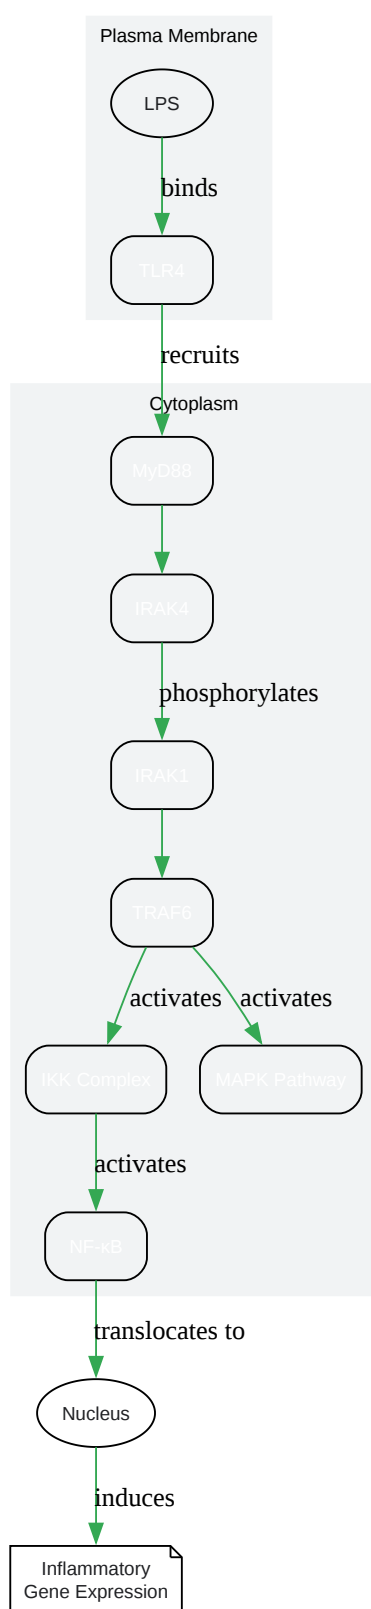 Plasma Membrane
LPS
binds
TLR4
recruits
Cytoplasm
MyD88
IRAK4
phosphorylates
IRAK1
TRAF6
activates
activates
IKK Complex
MAPK Pathway
activates
NF-κB
translocates to
Nucleus
induces
Inflammatory
Gene Expression